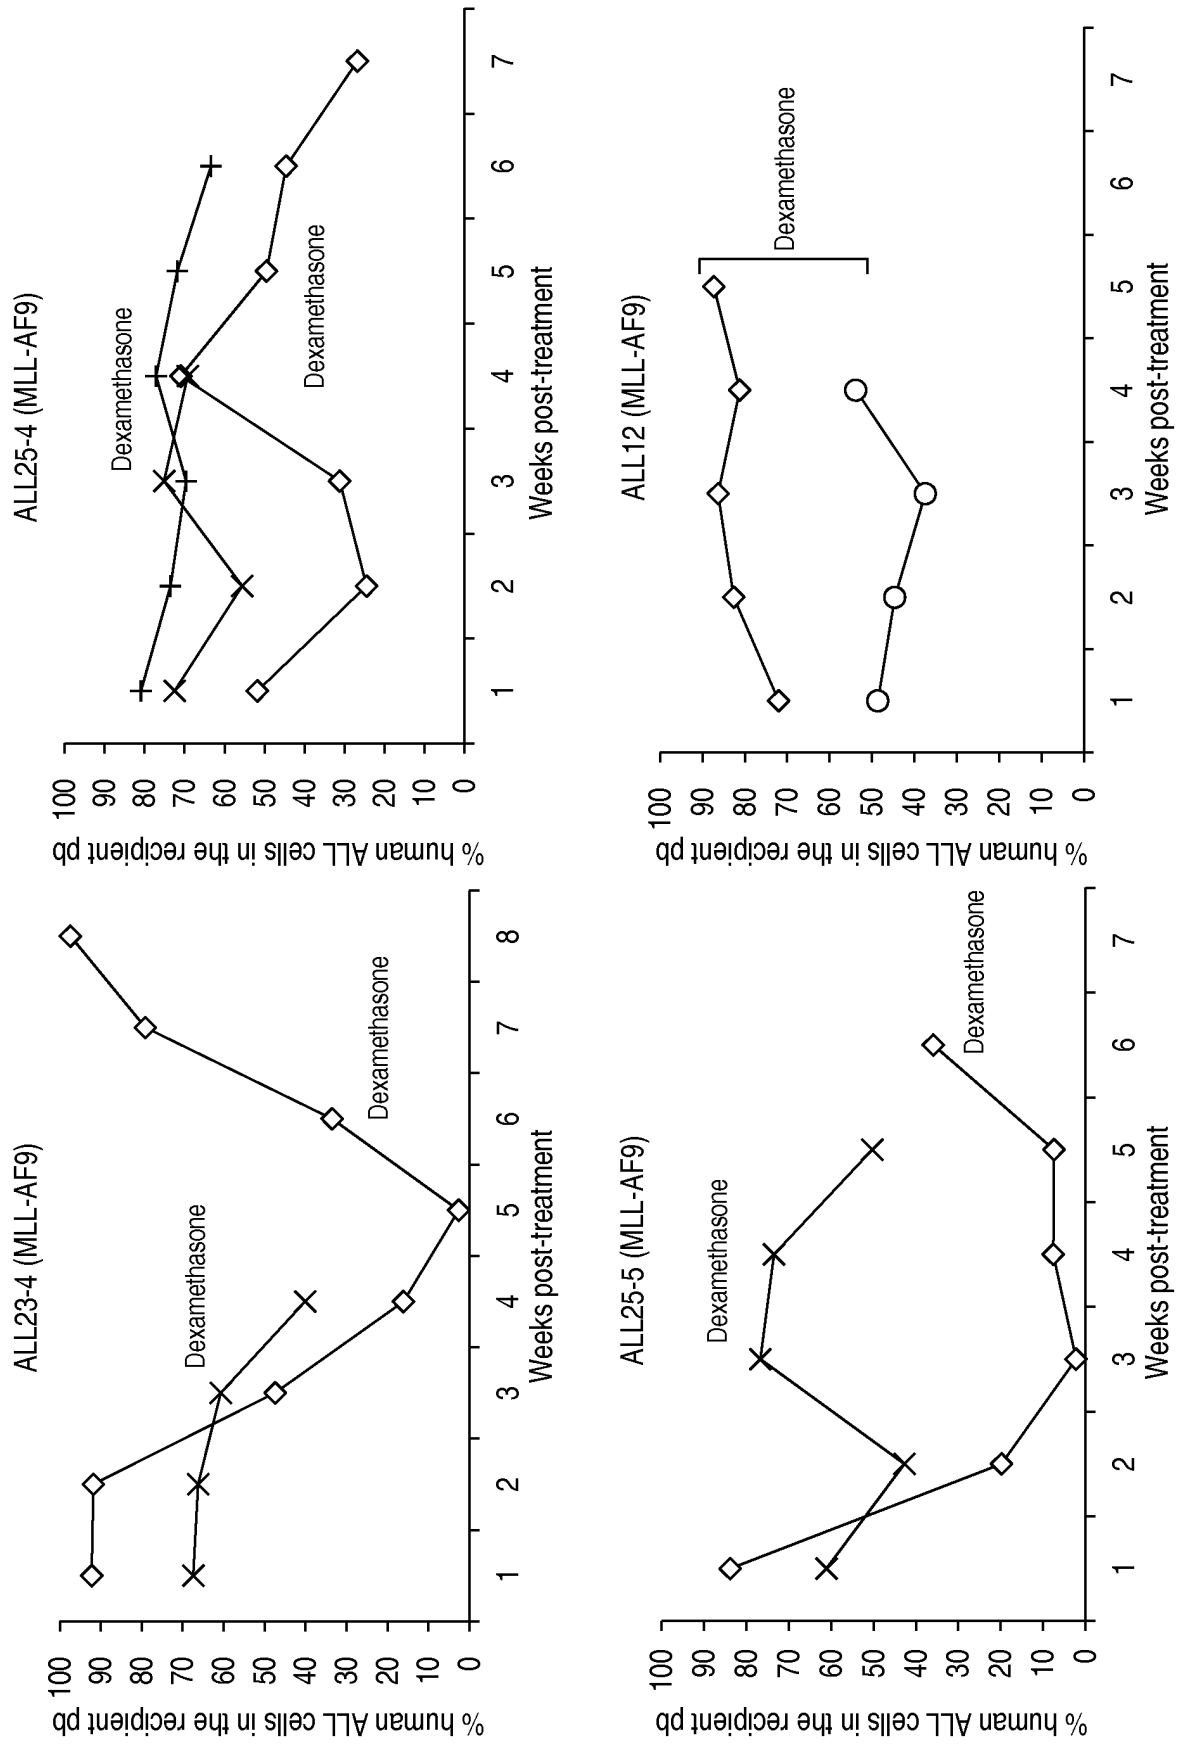 ALL23-4 (MLL-AF9)
% human ALL cells in the recipient pb
100
90
80
70
60
50
40
30
20
10
0
Dexamethasone
Dexamethasone
1 2 3 4 5 6 7 8
Weeks post-treatment
ALL25-4 (MLL-AF9)
% human ALL cells in the recipient pb
100
90
80
70
60
50
40
30
20
10
0
Dexamethasone
Dexamethasone
1 2 3 4 5 6 7
Weeks post-treatment
ALL25-5 (MLL-AF9)
% human ALL cells in the recipient pb
100
90
80
70
60
50
40
30
20
10
0
Dexamethasone
Dexamethasone
1 2 3 4 5 6 7
Weeks post-treatment
ALL12 (MLL-AF9)
% human ALL cells in the recipient pb
100
90
80
70
60
50
40
30
20
10
0
Dexamethasone
1 2 3 4 5 6 7
Weeks post-treatment